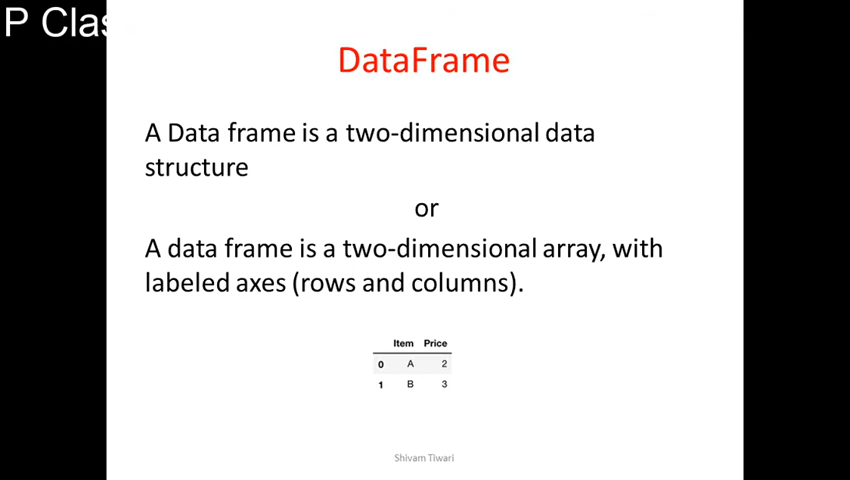 P Clas
DataFrame
A Data frame is a two-dimensional data
structure
or
A data frame is a two-dimensional array, with
labeled axes (rows and columns).
Item Price
0 A 2
1 B 3
Shivam Tiwari